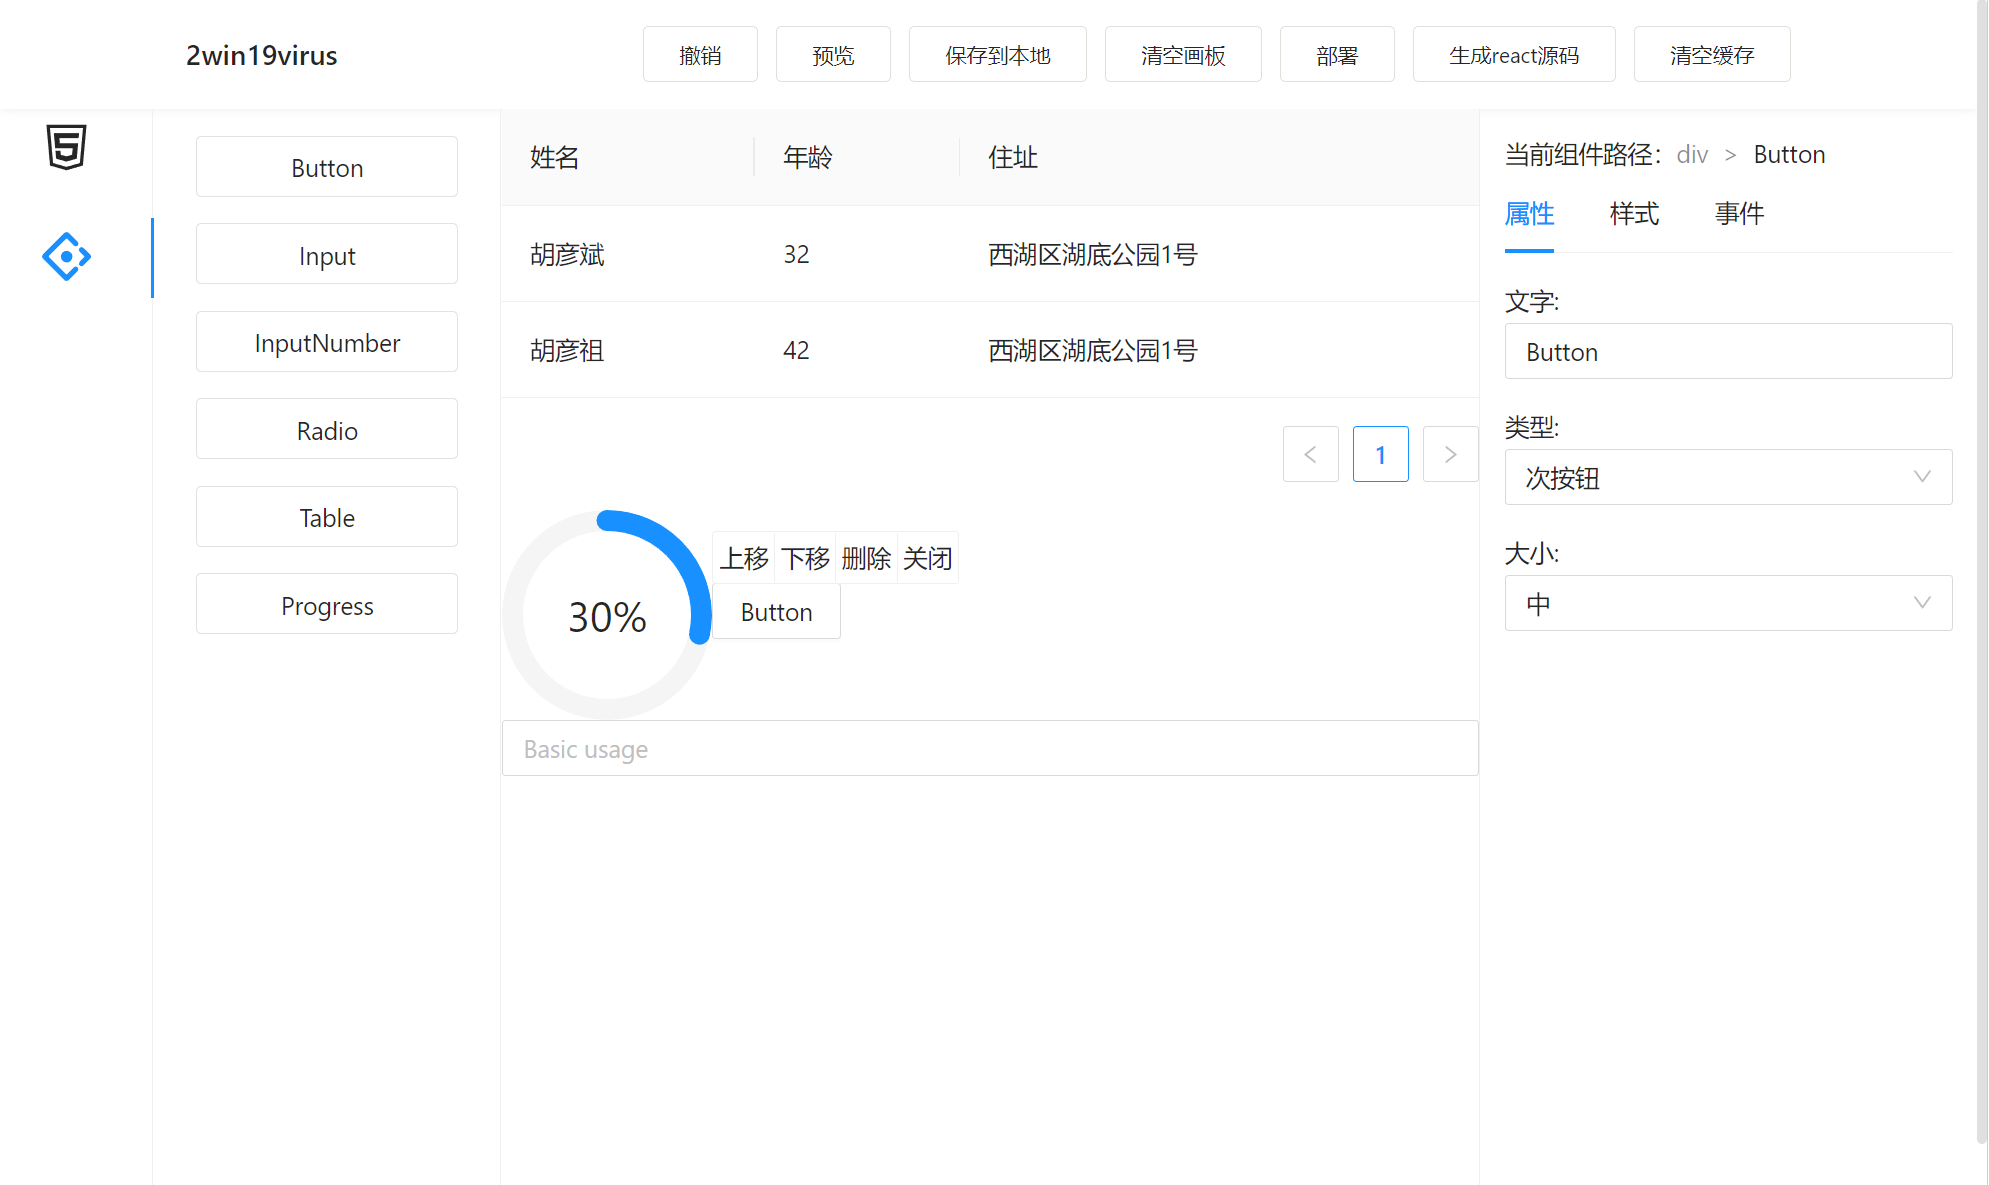 2win19virus
撤销
预览
保存到本地
清空画板
部署
生成react源码
清空缓存
Button
Input
InputNumber
Radio
Table
Progress
姓名 年龄 住址
胡彦斌 32 西湖区湖底公园1号
胡彦祖 42 西湖区湖底公园1号
< 1 >
30%
上移 下移 删除 关闭
Button
Basic usage
当前组件路径： div > Button
属性 样式 事件
文字:
Button
类型:
次按钮
大小:
中